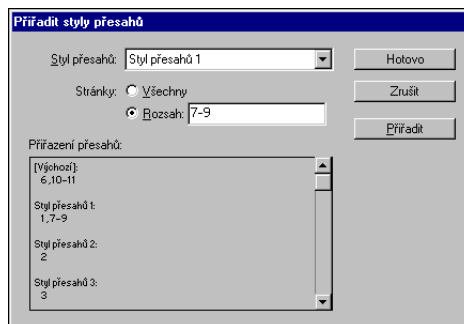 Přiřadit styly přesahů
Styl přesahů: Styl přesahů 1
Hotovo
Stránky: Všechny
Zrušit
Rozsah: 7-9
Přiřadit
Přiřazení přesahů:
[Výchozí]:
6,10-11
Styl přesahů 1:
1,7-9
Styl přesahů 2:
2
Styl přesahů 3:
3